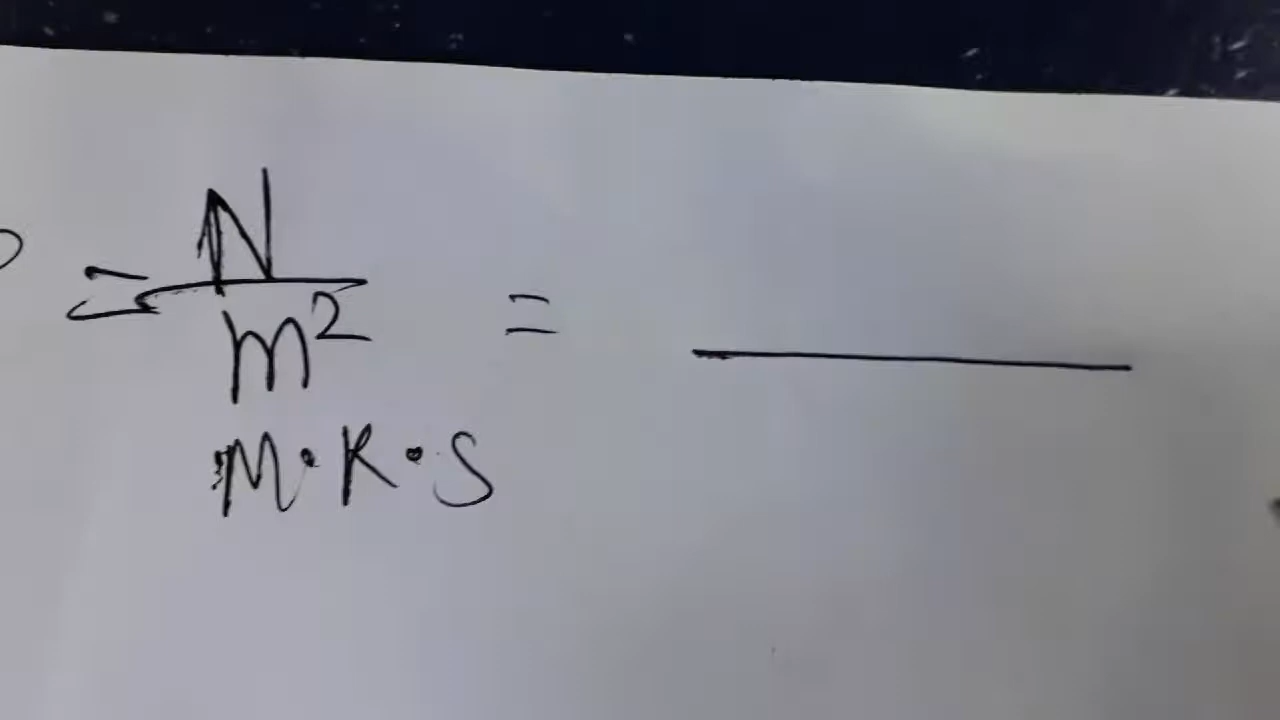 = N/m² =
M·K·S